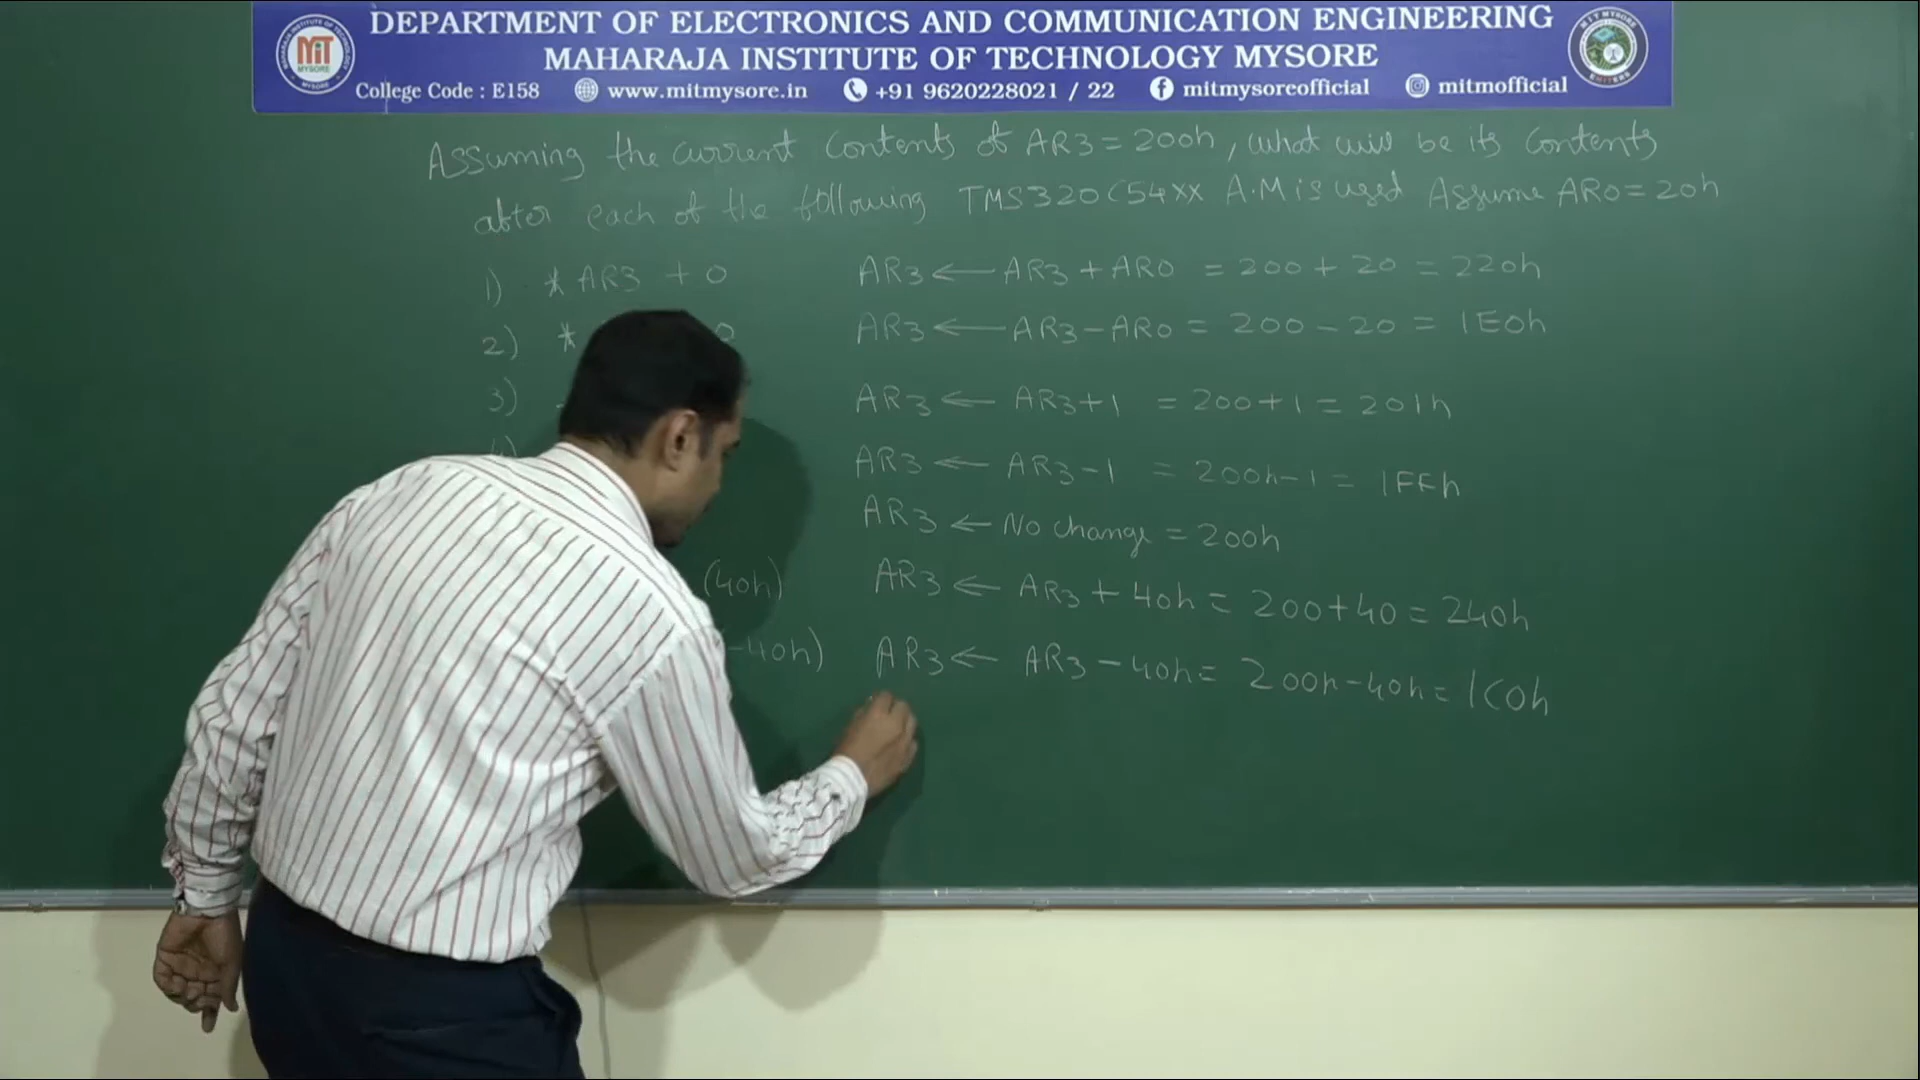 DEPARTMENT OF ELECTRONICS AND COMMUNICATION ENGINEERING
MAHARAJA INSTITUTE OF TECHNOLOGY MYSORE
College Code : E158 www.mitmysore.in +91 9620228021 / 22 mitmysoreofficial mitmofficial
MIT
MYSORE
Assuming the current contents of AR3 = 200h, what will be its contents
after each of the following TMS320C54xx A.M is used Assume AR0 = 20h
1) * AR3 + 0 AR3 ← AR3 + AR0 = 200 + 20 = 220h
2) * 0 AR3 ← AR3 - AR0 = 200 - 20 = 1E0h
3) AR3 ← AR3+1 = 200+1 = 201h
AR3 ← AR3-1 = 200h-1 = 1FFh
AR3 ← No change = 200h
(40h) AR3 ← AR3 + 40h = 200+40 = 240h
-40h) AR3 ← AR3 - 40h = 200h-40h = 1C0h